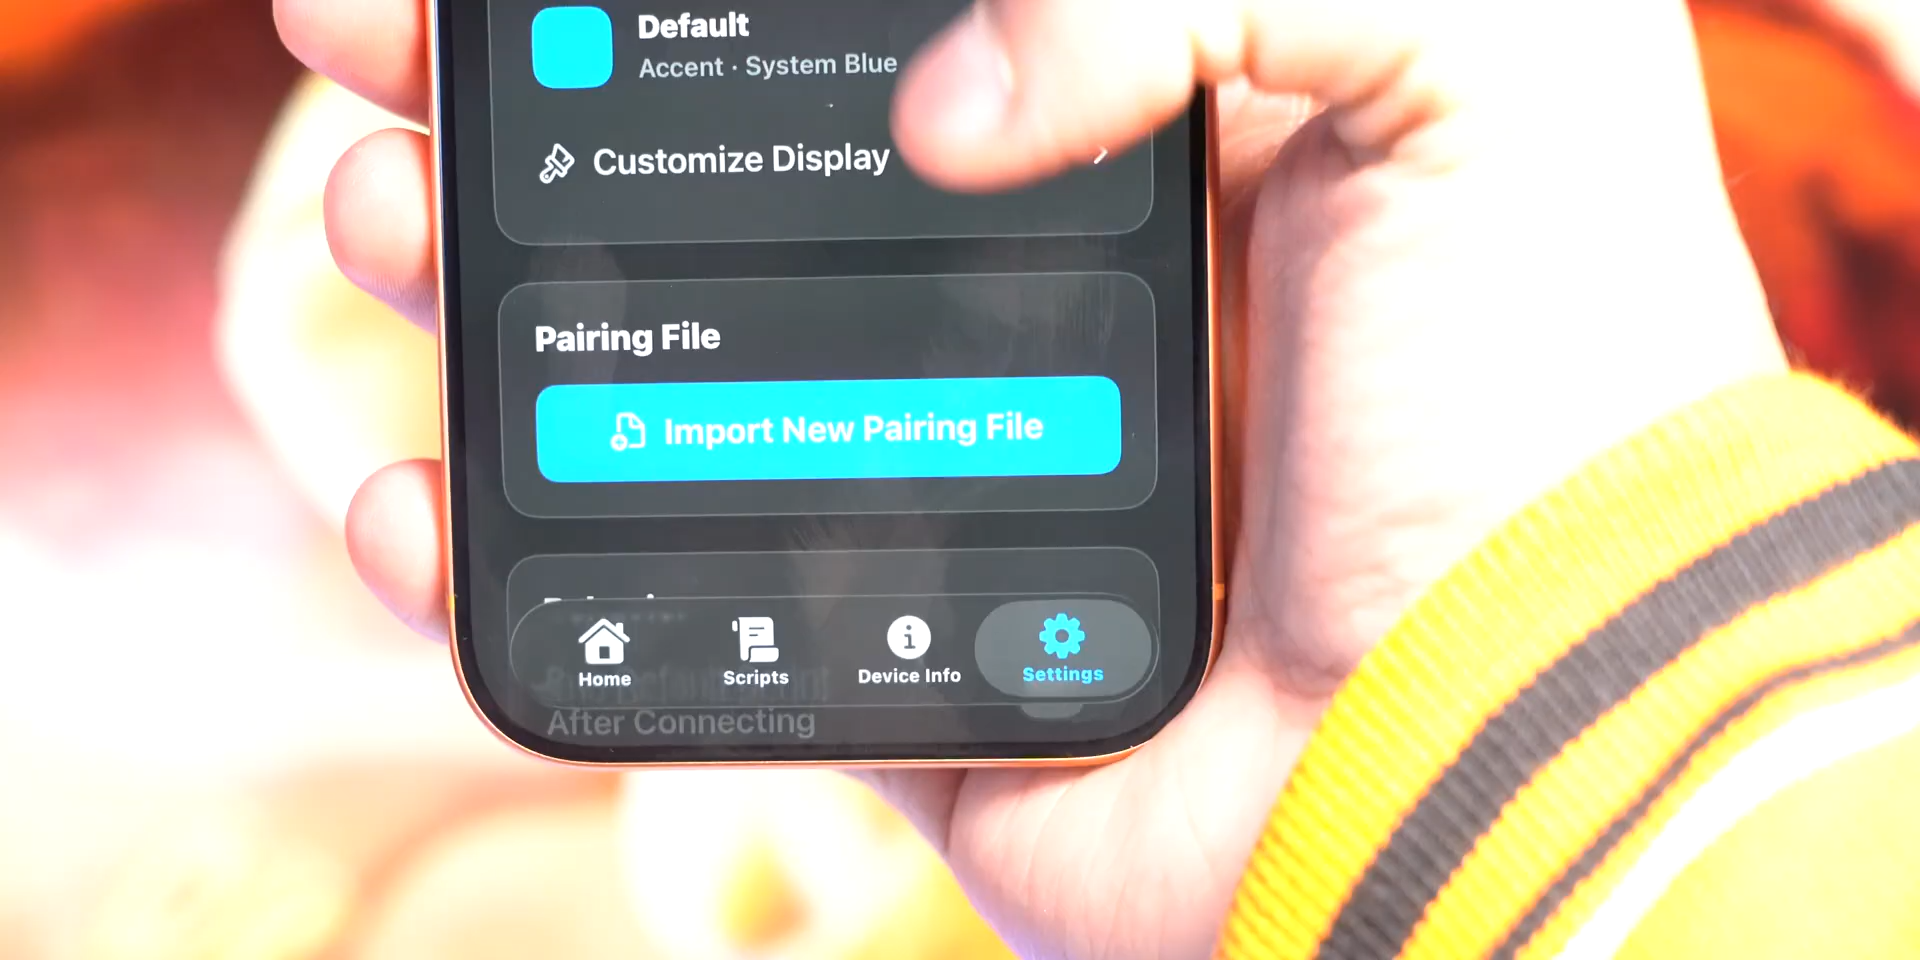 Default
Accent · System Blue
Customize Display
Pairing File
Import New Pairing File
Home
Scripts
Device Info
Settings
After Connecting